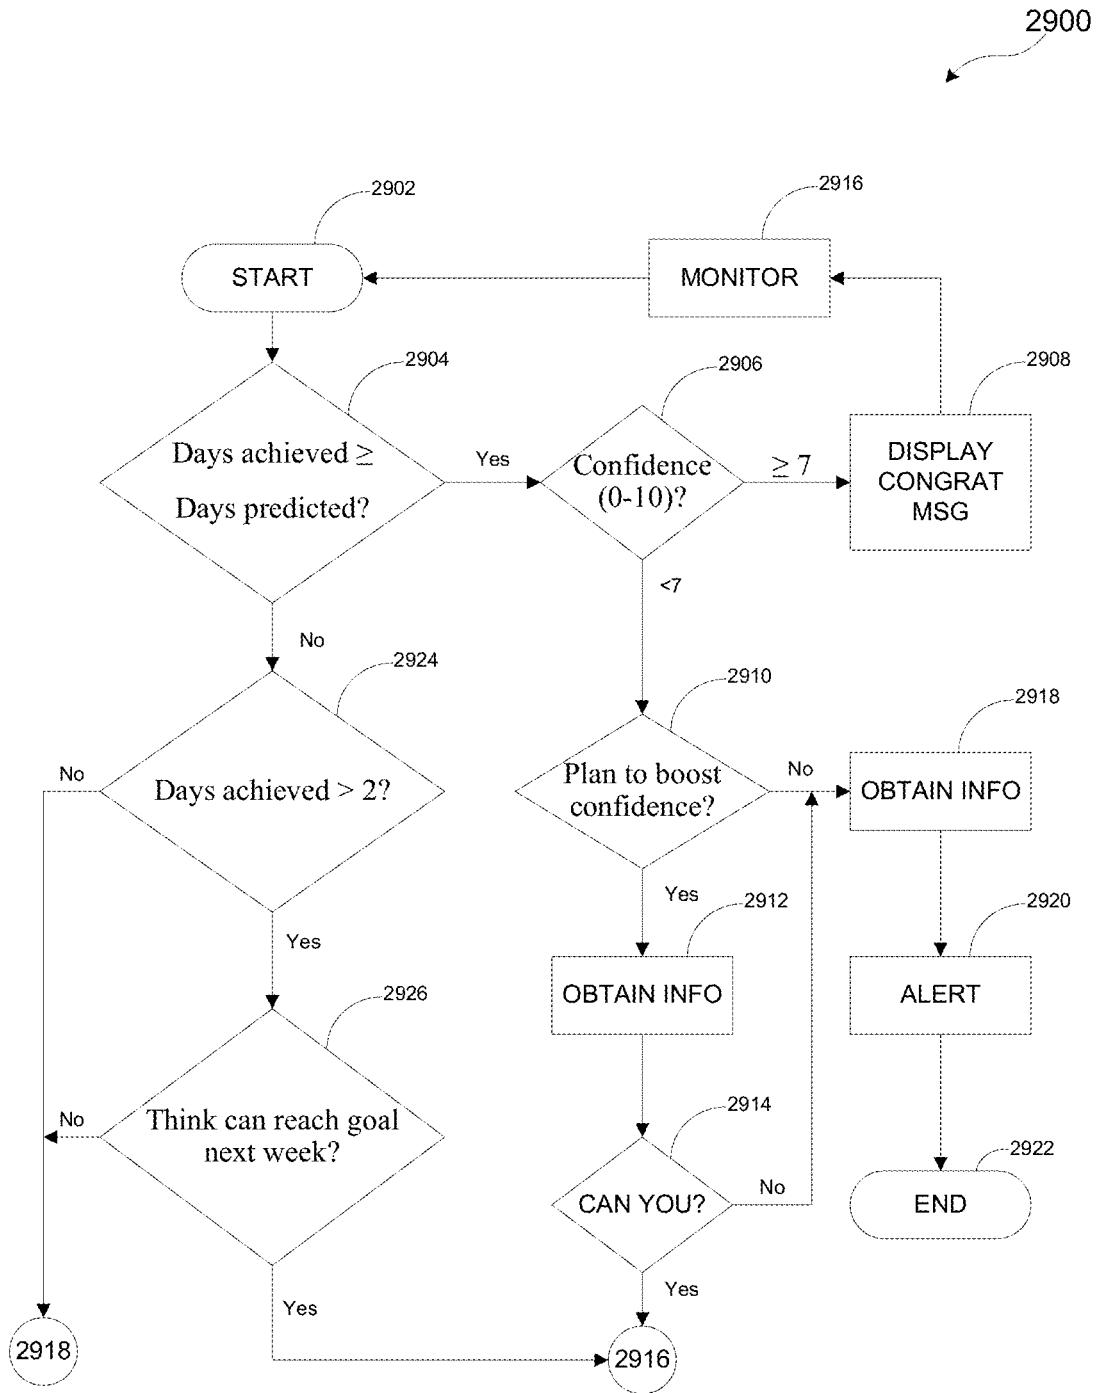 2900
2902
2916
START
MONITOR
2904
2906
2908
Days achieved ≥
Days predicted?
Yes
Confidence
(0-10)?
≥ 7
DISPLAY
CONGRAT
MSG
<7
No
2924
2910
2918
No
Days achieved > 2?
Plan to boost
confidence?
No
OBTAIN INFO
Yes
2912
2920
Yes
OBTAIN INFO
ALERT
2926
No
Think can reach goal
next week?
2914
2922
CAN YOU?
No
END
Yes
Yes
2918
2916